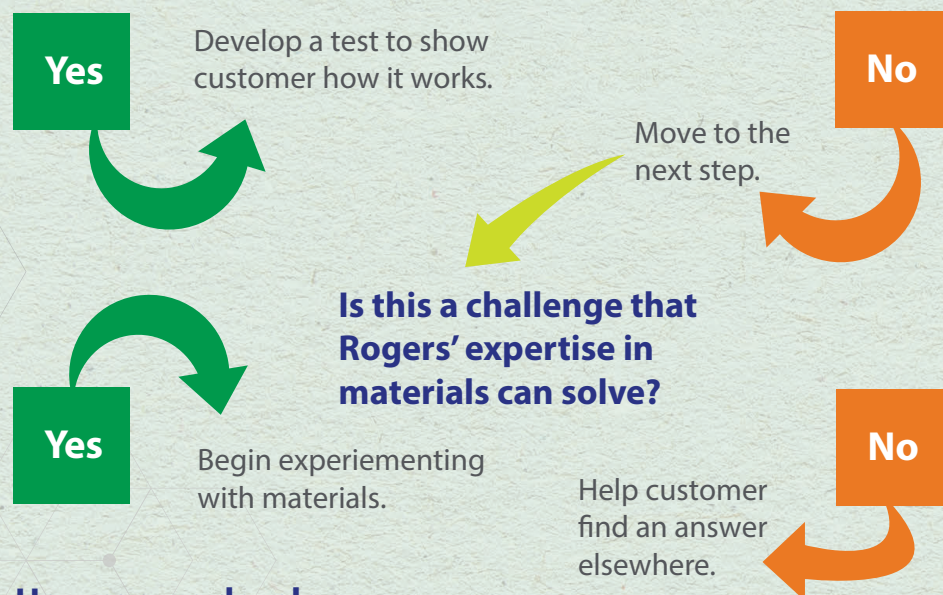 Yes
Develop a test to show
customer how it works.
No
Move to the
next step.
Is this a challenge that
Rogers’ expertise in
materials can solve?
Yes
Begin experiementing
with materials.
No
Help customer
find an answer
elsewhere.